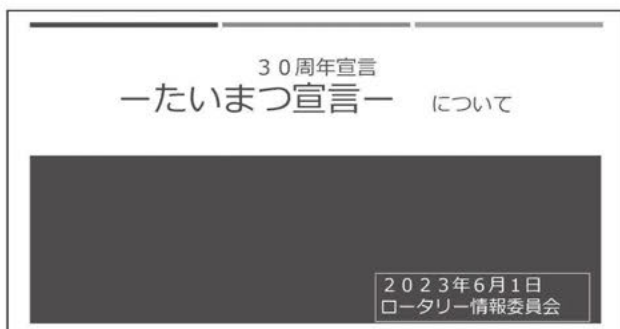 ３０周年宣言
ーたいまつ宣言ー　について
２０２３年６月１日
ロータリー情報委員会